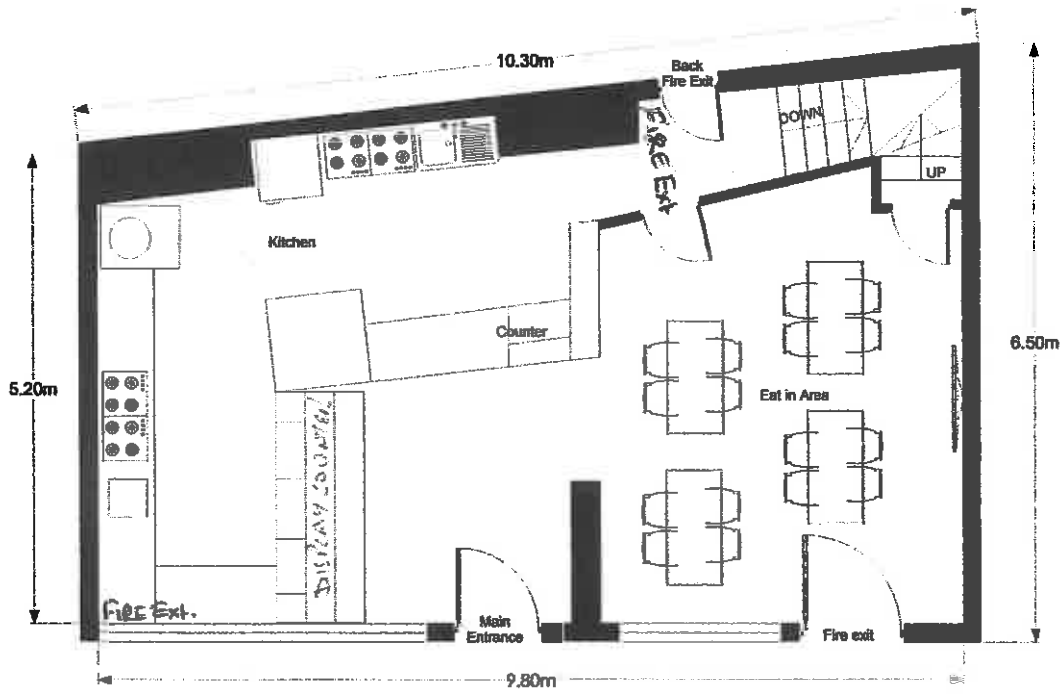 10.30m
Back
Fire Exit
FIRE Ext
DOWN
UP
Kitchen
Counter
5.20m
6.50m
Eat in Area
DISPLAY COUNTER
FIRE Ext.
Main
Entrance
Fire exit
9.80m